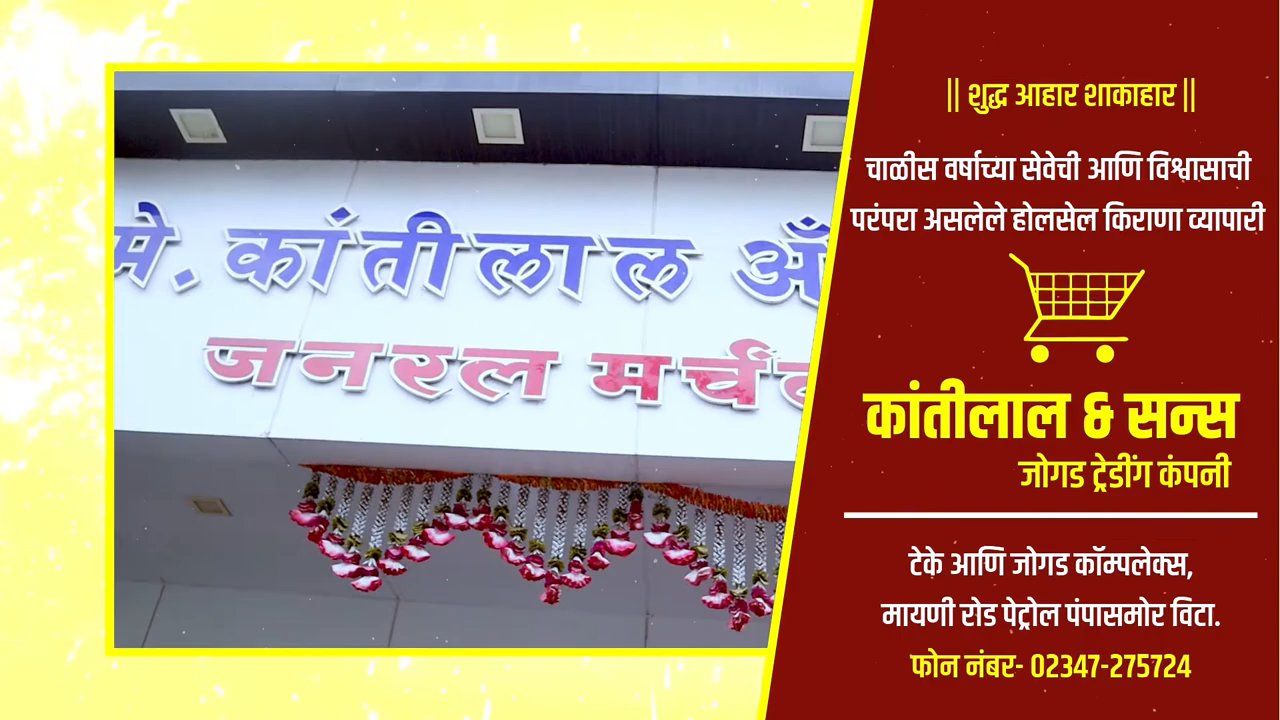 मे. कांतीलाल
जनरल
|| शुद्ध आहार शाकाहार ||
चाळीस वर्षाच्या सेवेची आणि विश्वासाची
परंपरा असलेले होलसेल किराणा व्यापारी
कांतीलाल & सन्स
जोगड ट्रेडींग कंपनी
टेके आणि जोगड कॉम्पलेक्स,
मायणी रोड पेट्रोल पंपासमोर विटा.
फोन नंबर- 02347-275724